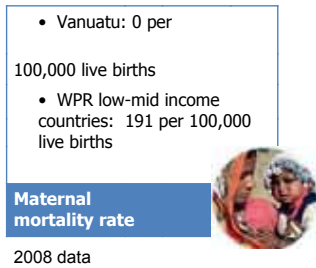 • Vanuatu: 0 per
100,000 live births
• WPR low-mid income
countries:  191 per 100,000
live births
Maternal
mortality rate
2008 data